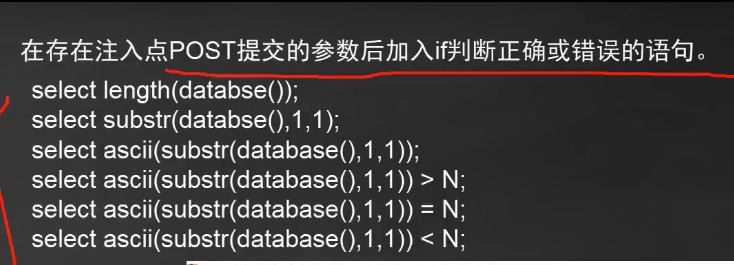 在存在注入点POST提交的参数后加入if判断正确或错误的语句。
select length(databse());
select substr(databse(),1,1);
select ascii(substr(database(),1,1));
select ascii(substr(database(),1,1)) > N;
select ascii(substr(database(),1,1)) = N;
select ascii(substr(database(),1,1)) < N;